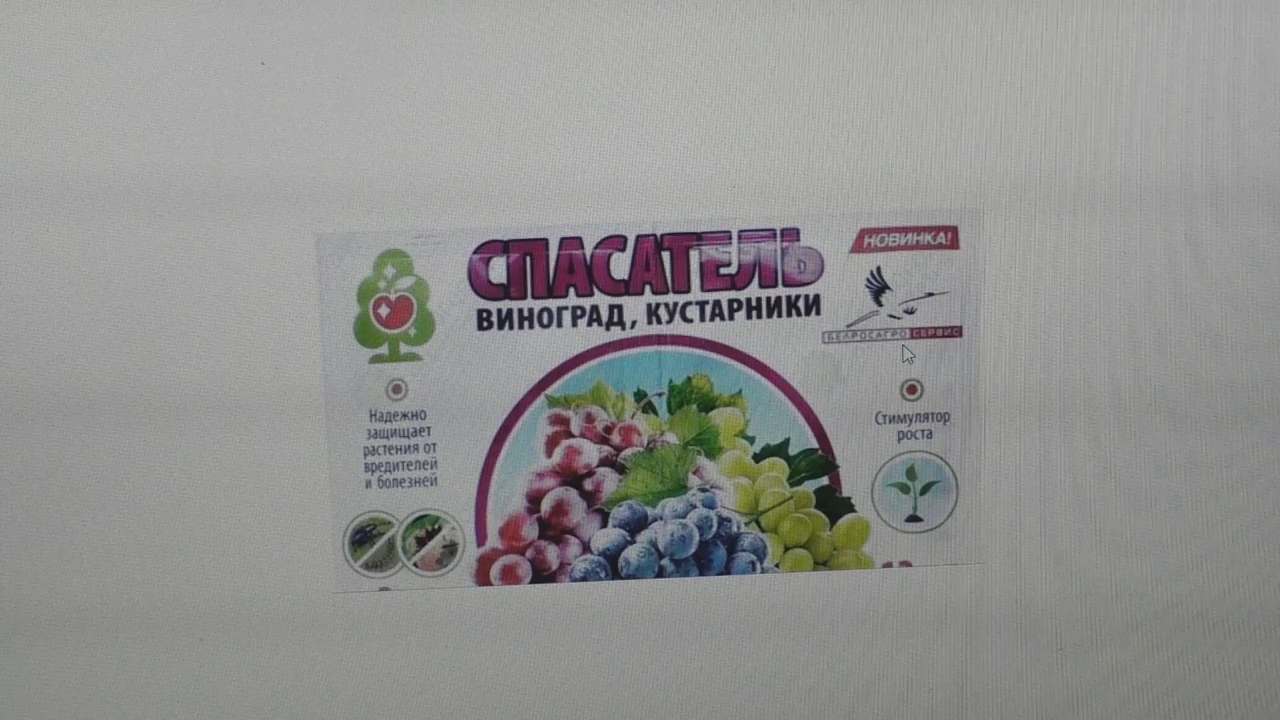 СПАСАТЕЛЬ
ВИНОГРАД, КУСТАРНИКИ
НОВИНКА!
БЕЛРОСАГРО СЕРВИС
Надежно
защищает
растения от
вредителей
и болезней
Стимулятор
роста